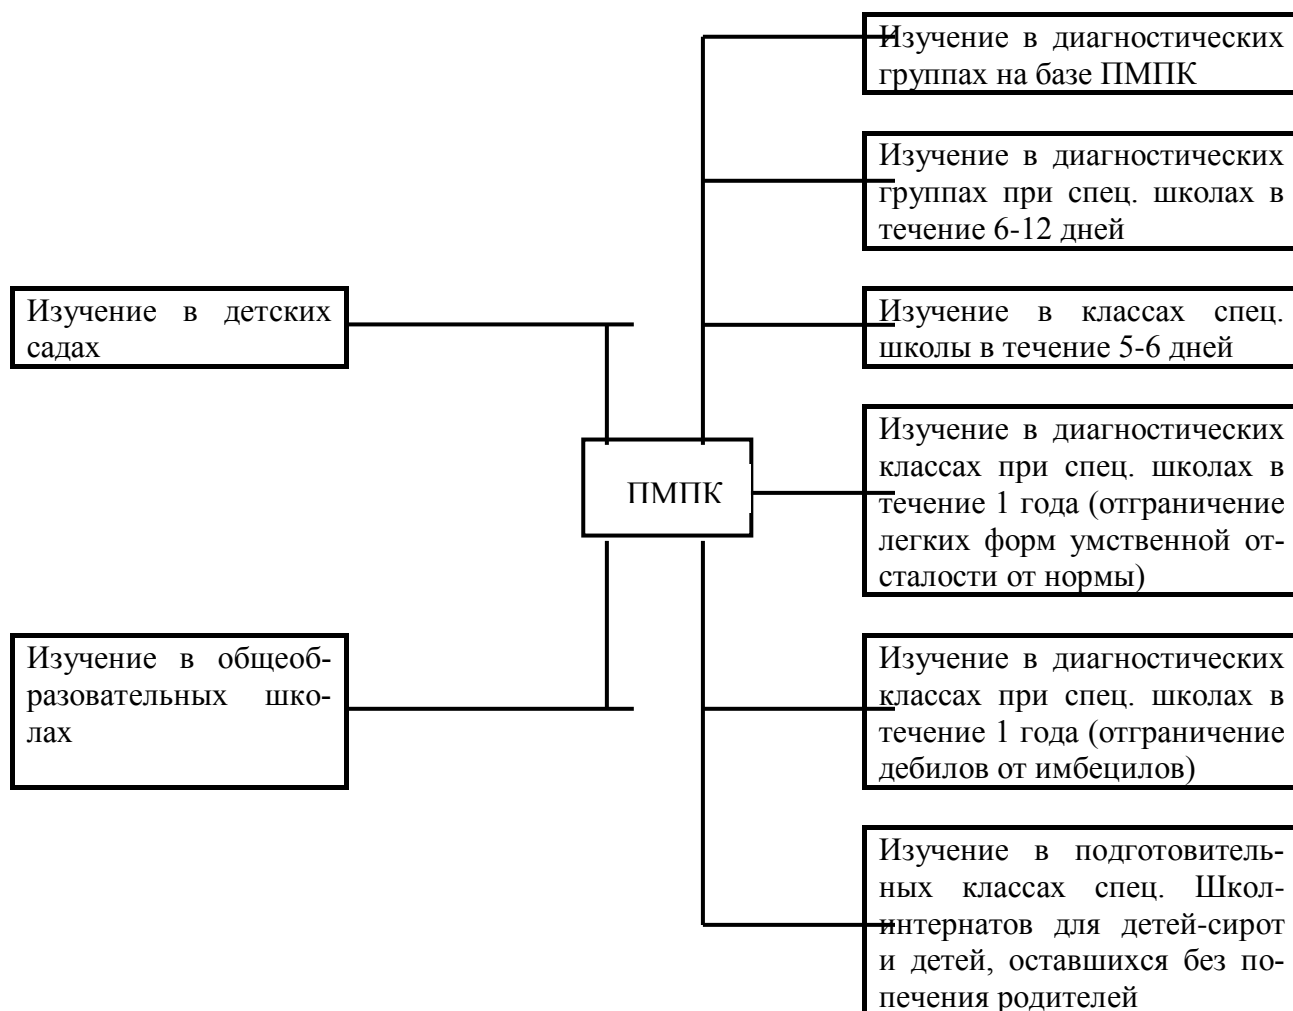 Изучение в детских
садах
Изучение в общеоб-
разовательных шко-
лах
ПМПК
Изучение в диагностических
группах на базе ПМПК
Изучение в диагностических
группах при спец. школах в
течение 6-12 дней
Изучение в классах спец.
школы в течение 5-6 дней
Изучение в диагностических
классах при спец. школах в
течение 1 года (отграничение
легких форм умственной от-
сталости от нормы)
Изучение в диагностических
классах при спец. школах в
течение 1 года (отграничение
дебилов от имбецилов)
Изучение в подготовитель-
ных классах спец. Школ-
интернатов для детей-сирот
и детей, оставшихся без по-
печения родителей